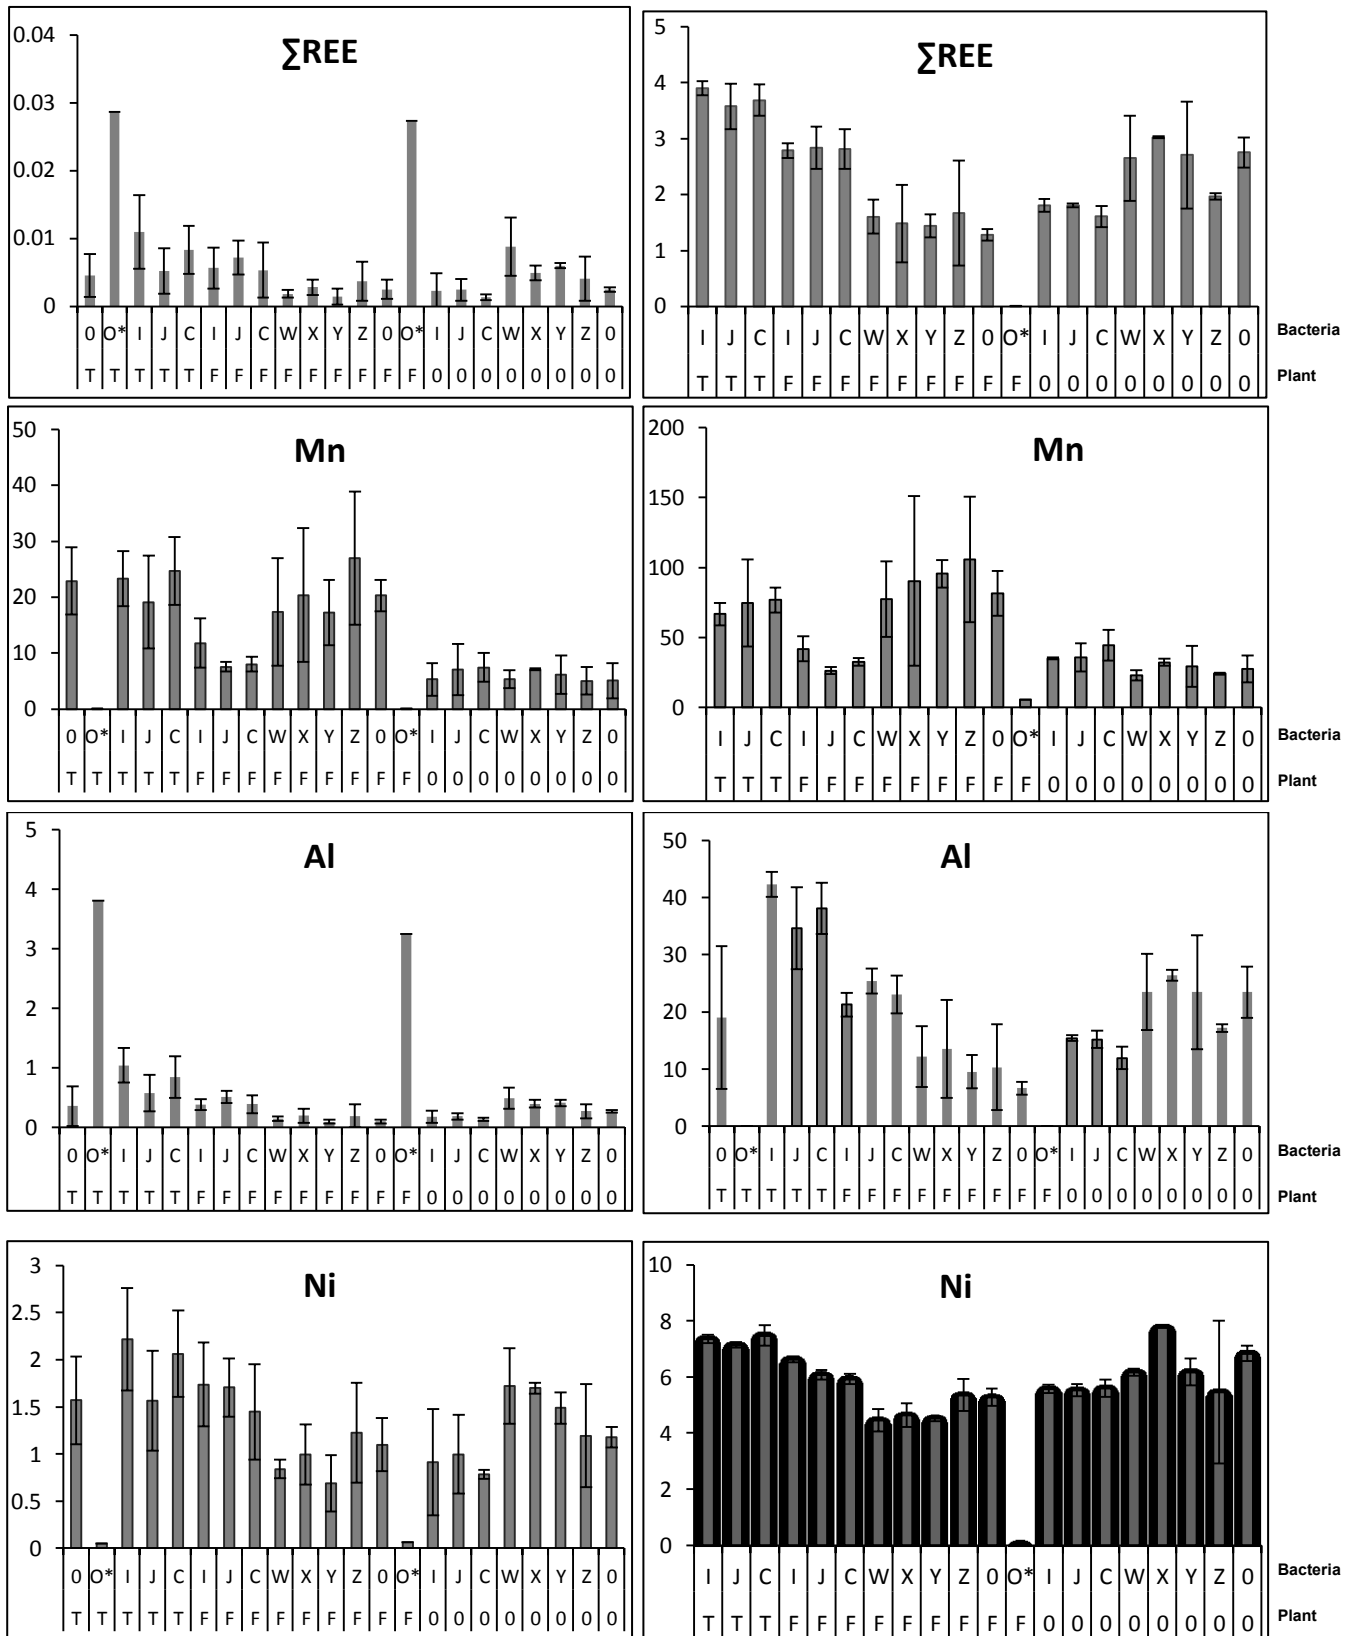 ∑REE
0.04
0.03
0.02
0.01
0
0 O* I J C I J C W X Y Z 0 O* I J C W X Y Z 0
T T T T T F F F F F F F F F 0 0 0 0 0 0 0 0
∑REE
5
4
3
2
1
0
I J C I J C W X Y Z 0 O* I J C W X Y Z 0 Bacteria
T T T F F F F F F F F F 0 0 0 0 0 0 0 0 Plant
Mn
50
40
30
20
10
0
0 O* I J C I J C W X Y Z 0 O* I J C W X Y Z 0
T T T T T F F F F F F F F F 0 0 0 0 0 0 0 0
Mn
200
150
100
50
0
I J C I J C W X Y Z 0 O* I J C W X Y Z 0 Bacteria
T T T F F F F F F F F F 0 0 0 0 0 0 0 0 Plant
Al
5
4
3
2
1
0
0 O* I J C I J C W X Y Z 0 O* I J C W X Y Z 0
T T T T T F F F F F F F F F 0 0 0 0 0 0 0 0
Al
50
40
30
20
10
0
0 O* I J C I J C W X Y Z 0 O* I J C W X Y Z 0 Bacteria
T T T T T F F F F F F F F F 0 0 0 0 0 0 0 0 Plant
Ni
3
2.5
2
1.5
1
0.5
0
0 O* I J C I J C W X Y Z 0 O* I J C W X Y Z 0
T T T T T F F F F F F F F F 0 0 0 0 0 0 0 0
Ni
10
8
6
4
2
0
I J C I J C W X Y Z 0 O* I J C W X Y Z 0 Bacteria
T T T F F F F F F F F F 0 0 0 0 0 0 0 0 Plant